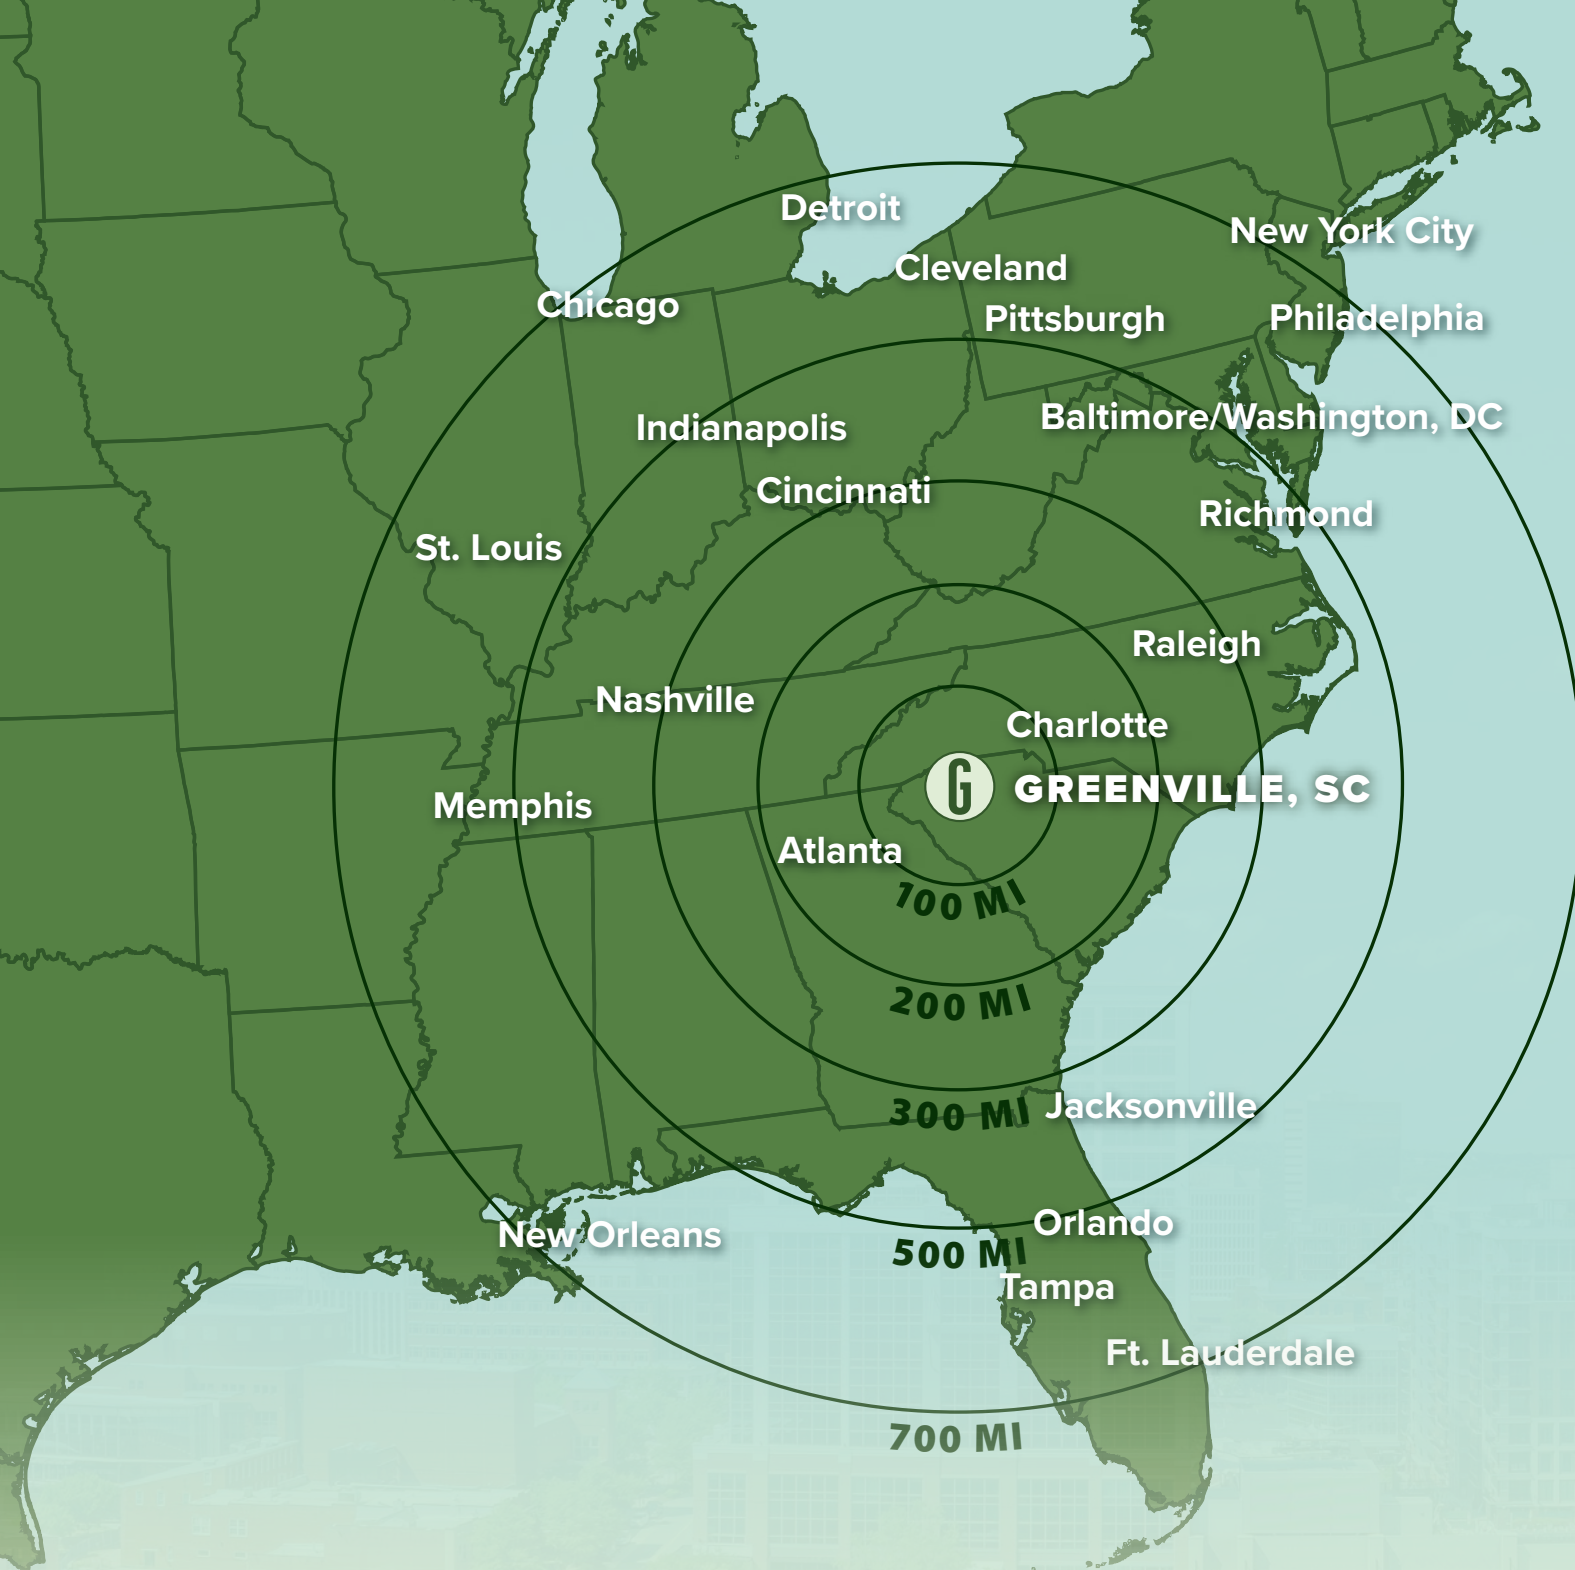 Detroit
New York City
Cleveland
Chicago
Pittsburgh
Philadelphia
Baltimore/Washington, DC
Indianapolis
Cincinnati
Richmond
St. Louis
Raleigh
Nashville
Charlotte
G
GREENVILLE, SC
Memphis
Atlanta
100 MI
200 MI
300 MI
Jacksonville
Orlando
New Orleans
500 MI
Tampa
Ft. Lauderdale
700 MI